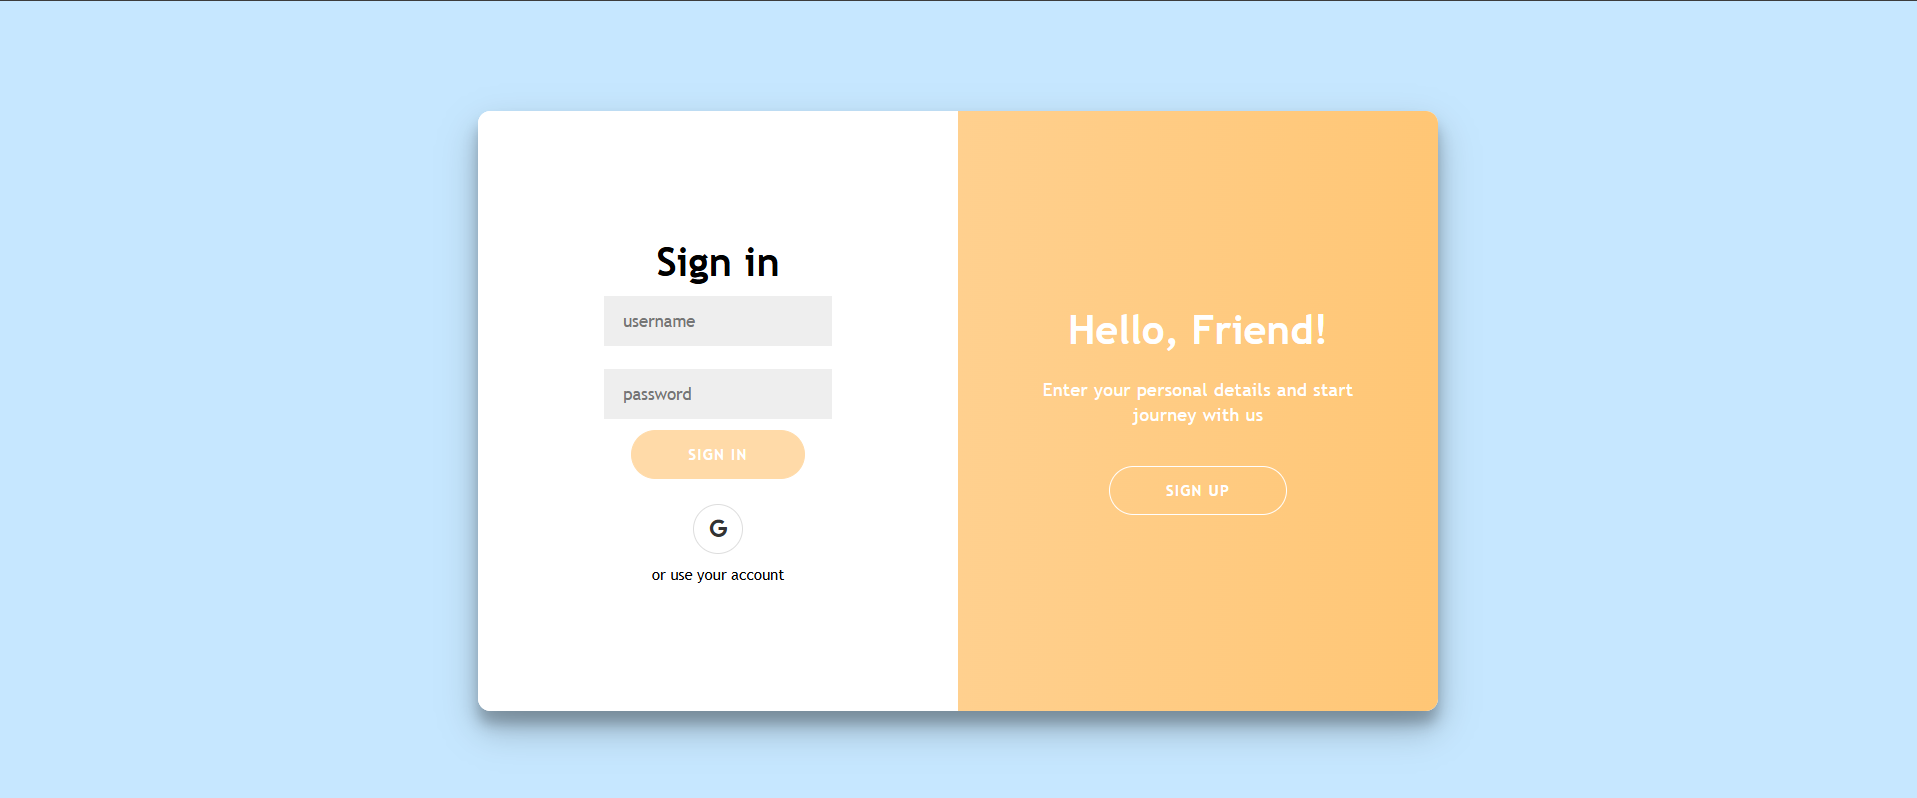 Sign in
username
password
SIGN IN
G
or use your account
Hello, Friend!
Enter your personal details and start
journey with us
SIGN UP